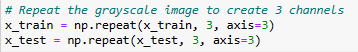 # Repeat the grayscale image to create 3 channels
x_train = np.repeat(x_train, 3, axis=3)
x_test = np.repeat(x_test, 3, axis=3)